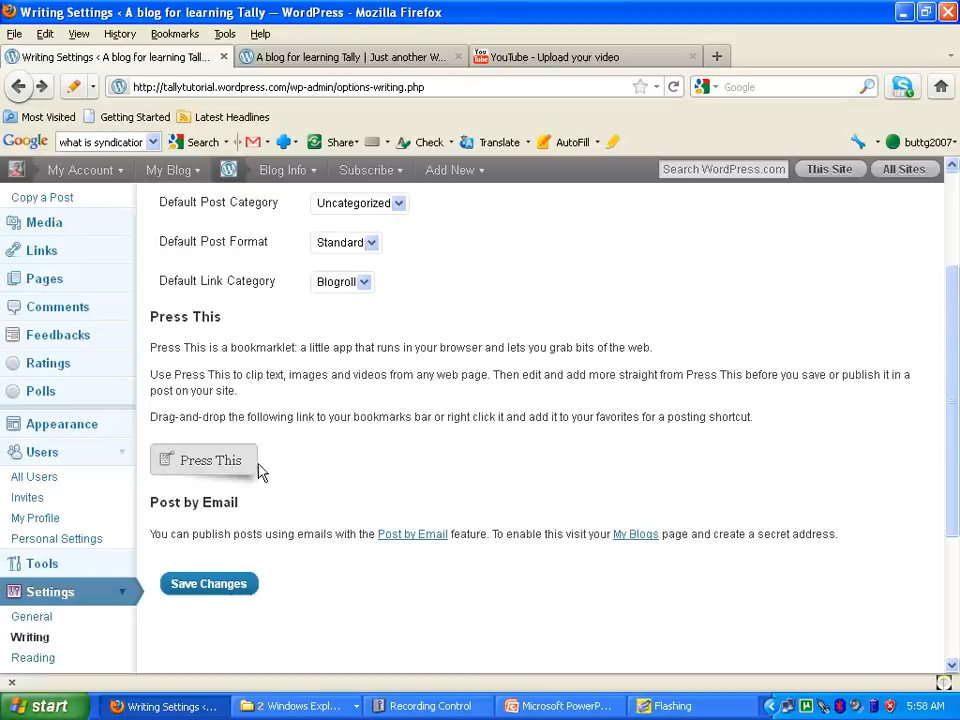 Writing Settings ‹ A blog for learning Tally — WordPress - Mozilla Firefox
File Edit View History Bookmarks Tools Help
Writing Settings ‹ A blog for learning Tall...
A blog for learning Tally | Just another W...
YouTube - Upload your video
http://tallytutorial.wordpress.com/wp-admin/options-writing.php
Google
Most Visited Getting Started Latest Headlines
Google what is syndication Search Share Check Translate AutoFill buttg2007
My Account My Blog Blog Info Subscribe Add New Search WordPress.com This Site All Sites
Copy a Post
Media
Links
Pages
Comments
Feedbacks
Ratings
Polls
Appearance
Users
All Users
Invites
My Profile
Personal Settings
Tools
Settings
General
Writing
Reading
Default Post Category Uncategorized
Default Post Format Standard
Default Link Category Blogroll
Press This
Press This is a bookmarklet: a little app that runs in your browser and lets you grab bits of the web.
Use Press This to clip text, images and videos from any web page. Then edit and add more straight from Press This before you save or publish it in a
post on your site.
Drag-and-drop the following link to your bookmarks bar or right click it and add it to your favorites for a posting shortcut.
Press This
Post by Email
You can publish posts using emails with the Post by Email feature. To enable this visit your My Blogs page and create a secret address.
Save Changes
start Writing Settings ‹... 2 Windows Expl... Recording Control Microsoft PowerP... Flashing 5:58 AM